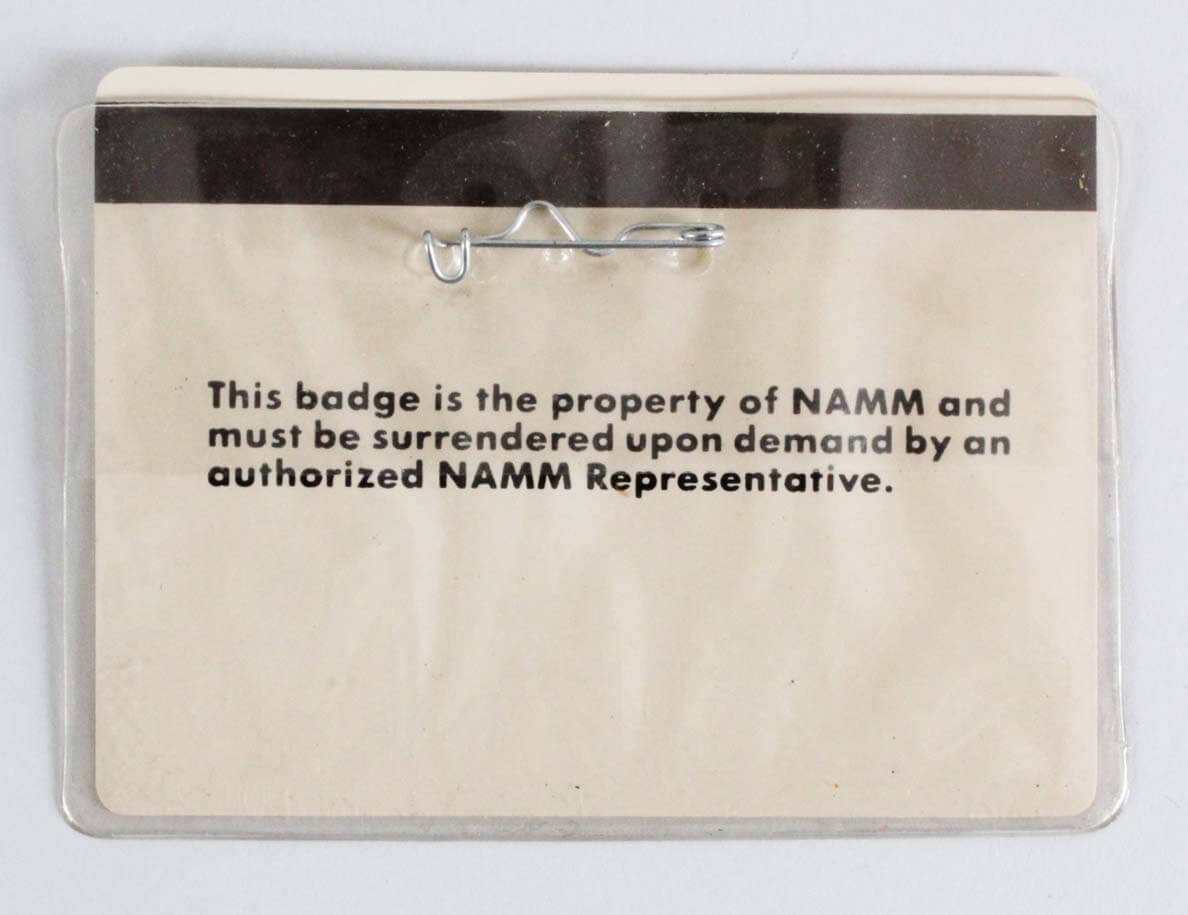 This badge is the property of NAMM and
must be surrendered upon demand by an
authorized NAMM Representative.